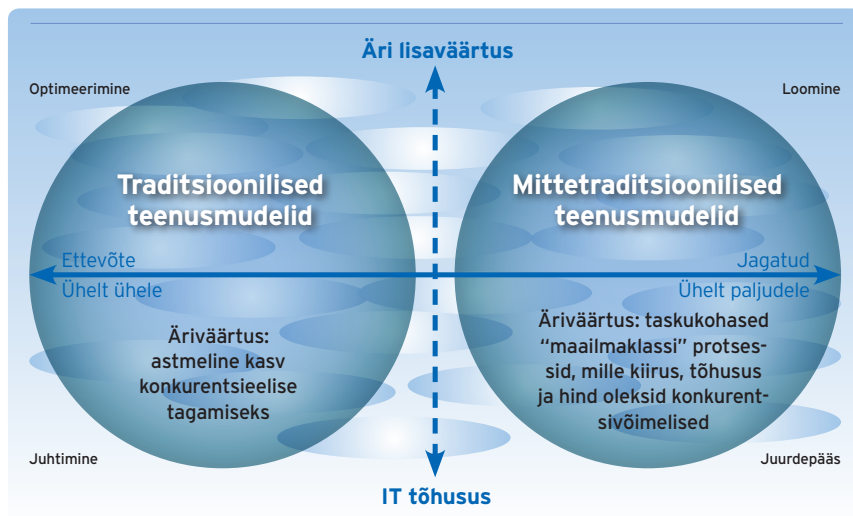 Äri lisaväärtus
Optimeerimine
Loomine
Traditsioonilised
teenusmudelid
Mittetraditsioonilised
teenusmudelid
Ettevõte
Ühelt ühele
Jagatud
Ühelt paljudele
Äriväärtus:
astmeline kasv
konkurentsieelise
tagamiseks
Äriväärtus: taskukohased
“maailmaklassi” protses-
sid, mille kiirus, tõhusus
ja hind oleksid konkurent-
sivõimelised
Juhtimine
Juurdepääs
IT tõhusus